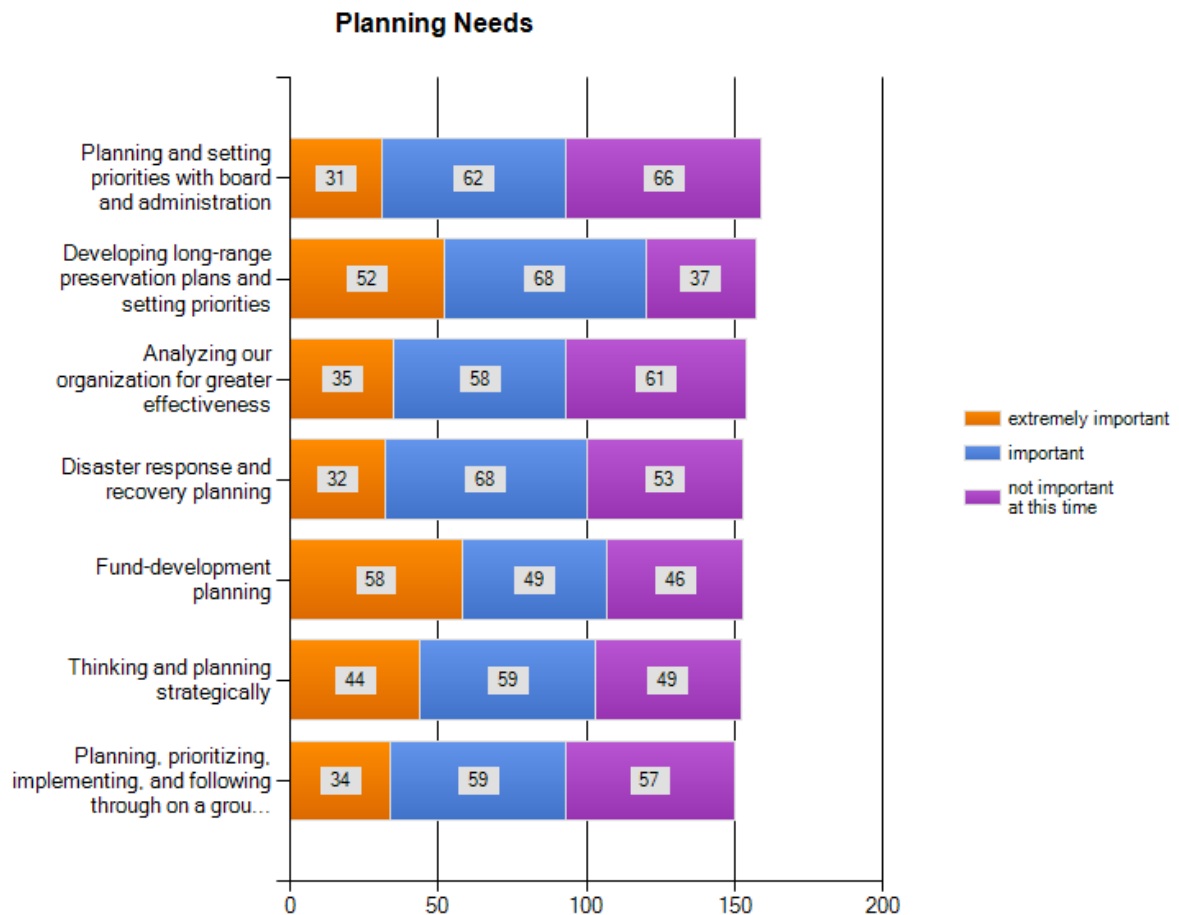 Planning Needs
Planning and setting
priorities with board
and administration
31 62 66
Developing long-range
preservation plans and
setting priorities
52 68 37
Analyzing our
organization for greater
effectiveness
35 58 61
Disaster response and
recovery planning
32 68 53
Fund-development
planning
58 49 46
Thinking and planning
strategically
44 59 49
Planning, prioritizing,
implementing, and following
through on a grou...
34 59 57
0 50 100 150 200
extremely important
important
not important
at this time